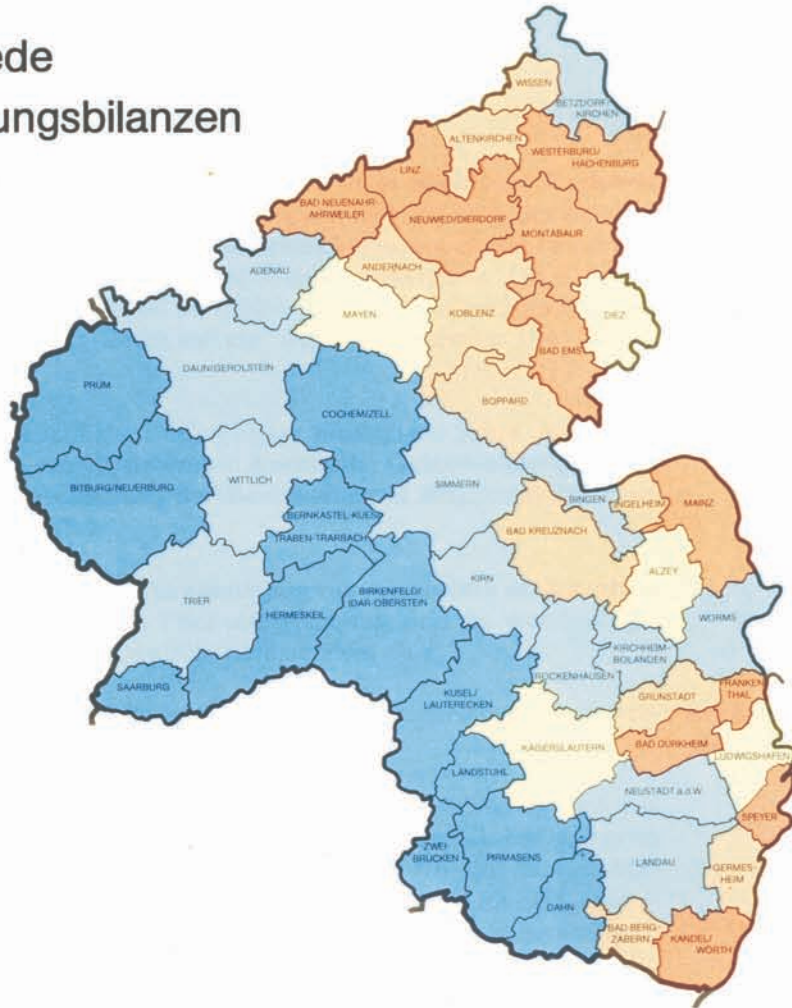 ede
ungsbilanzen
WISSEN
BETZDORF/
KIRCHEN
ALTENKIRCHEN
WESTERBURG/
HACHENBURG
LINZ
BAD NEUENAHR-
AHRWEILER
NEUWIED/DIERDORF
MONTABAUR
ADENAU
ANDERNACH
MAYEN
KOBLENZ
DIEZ
BAD EMS
DAUN/GEROLSTEIN
PRÜM
COCHEM/ZELL
BOPPARD
BITBURG/NEUERBURG
WITTLICH
SIMMERN
BINGEN
INGELHEIM
MAINZ
BERNKASTEL-KUES/
TRABEN-TRARBACH
BAD KREUZNACH
ALZEY
TRIER
BIRKENFELD/
IDAR-OBERSTEIN
KIRN
HERMESKEIL
WORMS
KIRCHHEIM-
BOLANDEN
ROCKENHAUSEN
SAARBURG
KUSEL/
LAUTERECKEN
GRÜNSTADT
FRANKEN-
THAL
KAISERSLAUTERN
BAD DÜRKHEIM
LUDWIGSHAFEN
LANDSTUHL
NEUSTADT a.d.W.
SPEYER
ZWEI-
BRÜCKEN
PIRMASENS
LANDAU
GERMES-
HEIM
DAHN
BAD BERG-
ZABERN
KANDEL/
WÖRTH